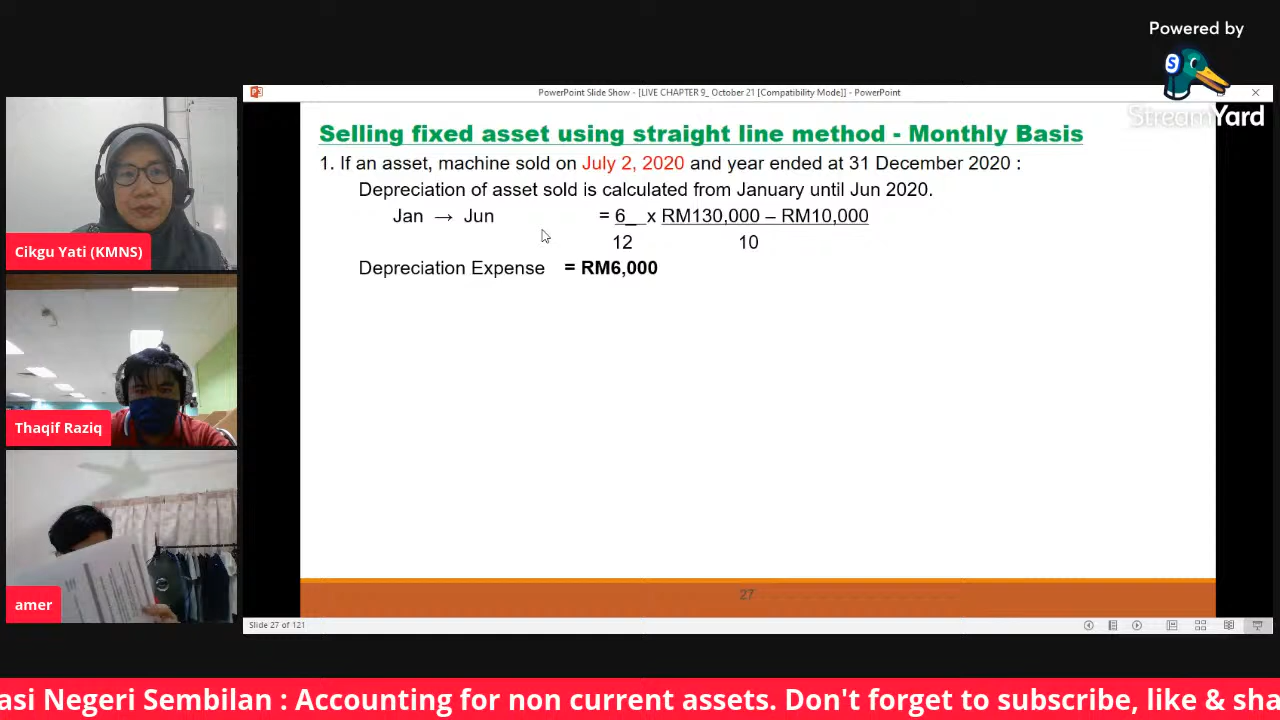 Powered by
S
StreamYard
PowerPoint Slide Show - [LIVE CHAPTER 9_ October 21 [Compatibility Mode]] - PowerPoint
Selling fixed asset using straight line method - Monthly Basis
1. If an asset, machine sold on July 2, 2020 and year ended at 31 December 2020 :
Depreciation of asset sold is calculated from January until Jun 2020.
Jan → Jun = 6_ x RM130,000 – RM10,000
12 10
Depreciation Expense = RM6,000
27
Slide 27 of 121
Cikgu Yati (KMNS)
Thaqif Raziq
amer
asi Negeri Sembilan : Accounting for non current assets. Don't forget to subscribe, like & sha